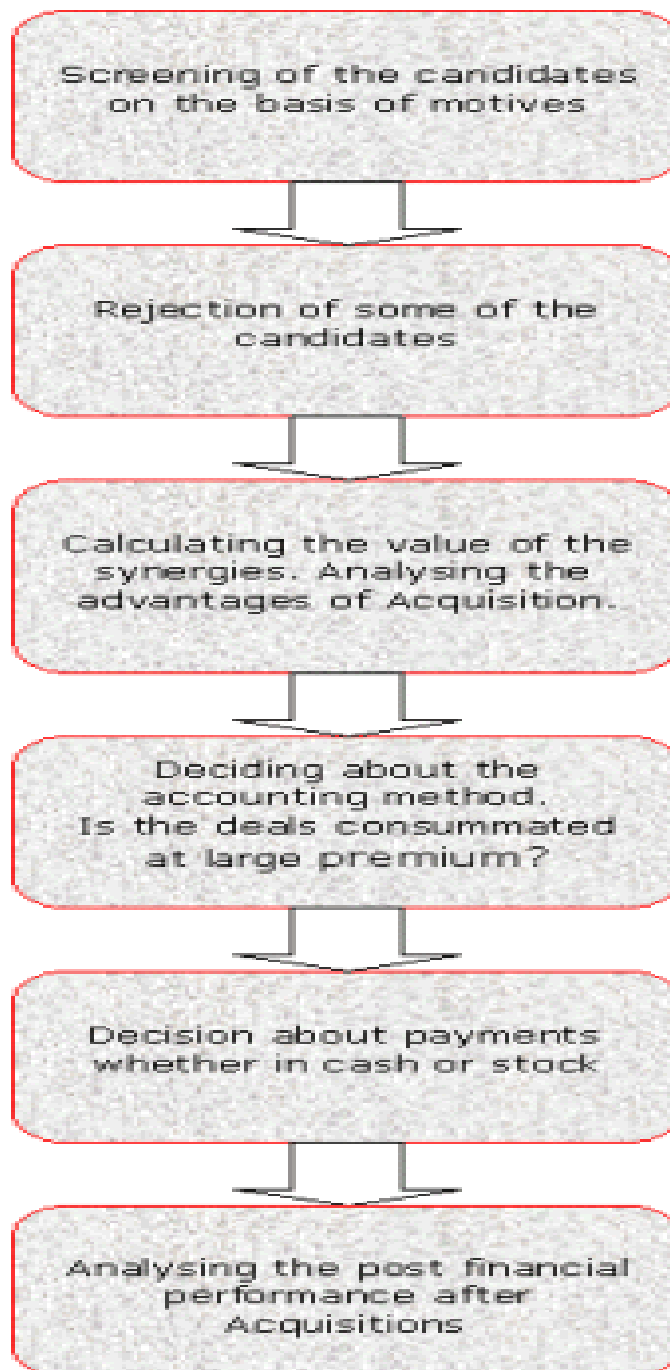 Screening of the candidates
on the basis of motives
Rejection of some of the
candidates
Calculating the value of the
synergies. Analysing the
advantages of Acquisition.
Deciding about the
accounting method.
Is the deals consummated
at large premium?
Decision about payments
whether in cash or stock
Analysing the post financial
performance after
Acquisitions